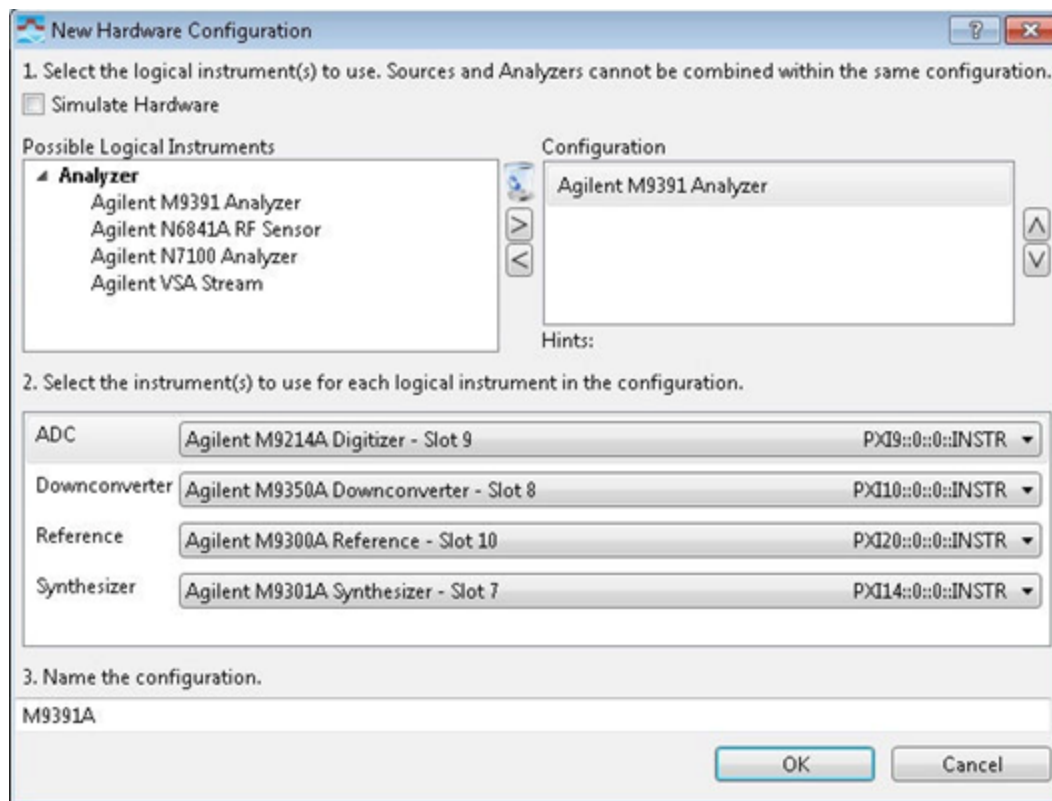 New Hardware Configuration
1. Select the logical instrument(s) to use. Sources and Analyzers cannot be combined within the same configuration.
Simulate Hardware
Possible Logical Instruments
Analyzer
Agilent M9391 Analyzer
Agilent N6841A RF Sensor
Agilent N7100 Analyzer
Agilent VSA Stream
Configuration
Agilent M9391 Analyzer
Hints:
2. Select the instrument(s) to use for each logical instrument in the configuration.
ADC Agilent M9214A Digitizer - Slot 9 PXI9::0::0::INSTR
Downconverter Agilent M9350A Downconverter - Slot 8 PXI10::0::0::INSTR
Reference Agilent M9300A Reference - Slot 10 PXI20::0::0::INSTR
Synthesizer Agilent M9301A Synthesizer - Slot 7 PXI14::0::0::INSTR
3. Name the configuration.
M9391A
OK Cancel